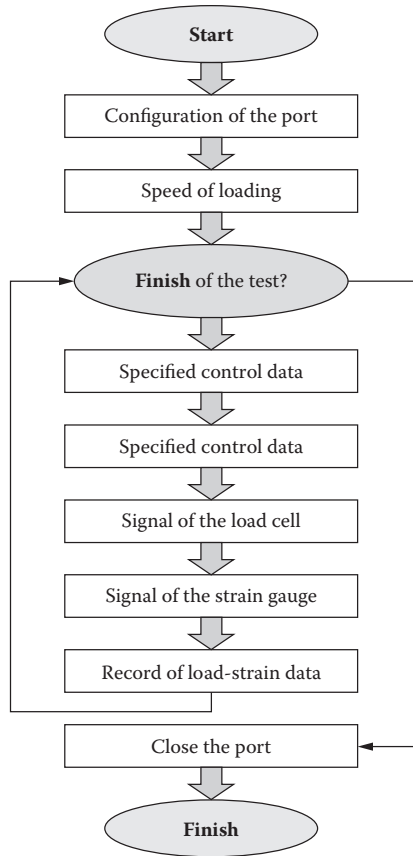 Start
Configuration of the port
Speed of loading
Finish of the test?
Specified control data
Specified control data
Signal of the load cell
Signal of the strain gauge
Record of load-strain data
Close the port
Finish